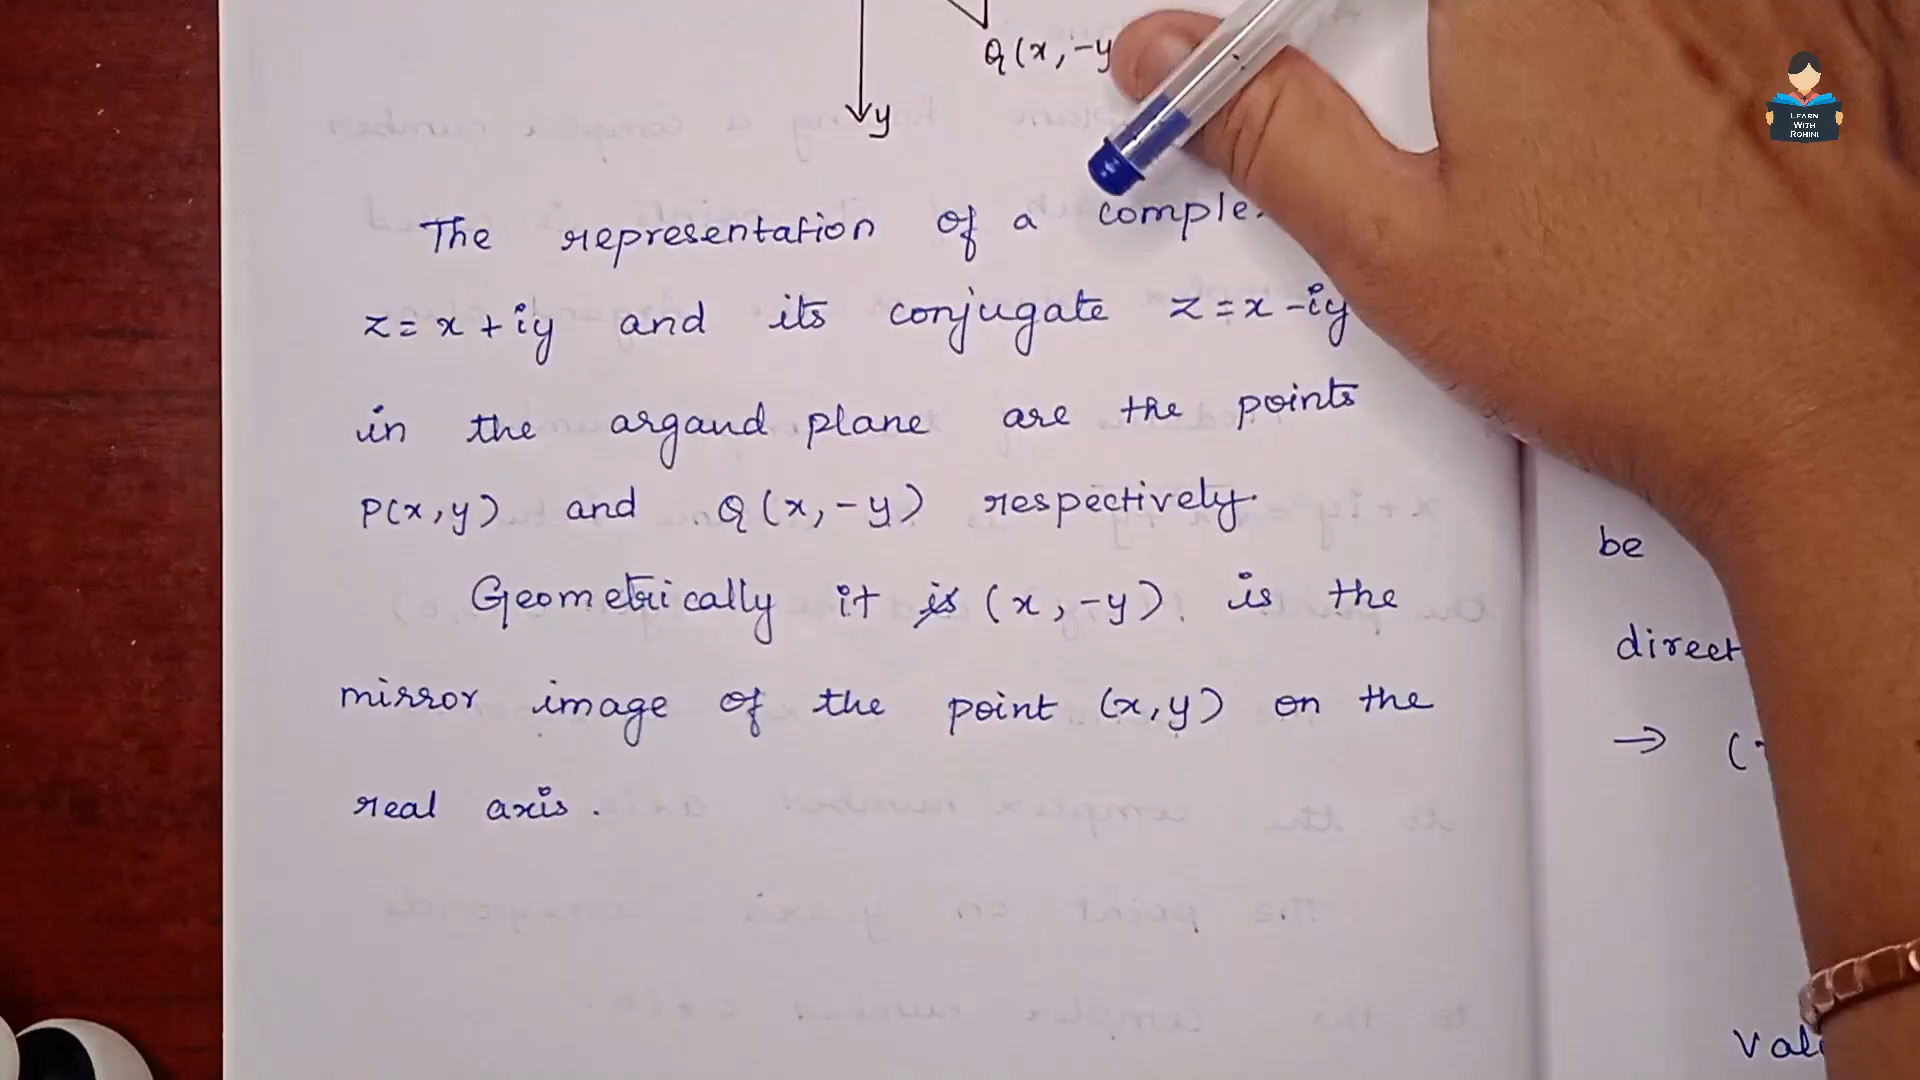 Q(x,-y
y
The representation of a comple
z=x+iy and its conjugate z=x-iy
in the argand plane are the points
P(x,y) and Q(x,-y) respectively.
Geometrically it is (x,-y) is the
mirror image of the point (x,y) on the
real axis.
be
direct
→ (
Val
LEARN
WITH
ROHINI